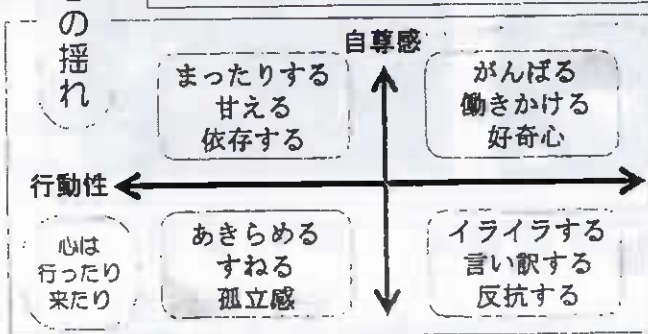 の揺れ
自尊感
まったりする
甘える
依存する
がんばる
働きかける
好奇心
行動性
心は
行ったり
来たり
あきらめる
すねる
孤立感
イライラする
言い訳する
反抗する